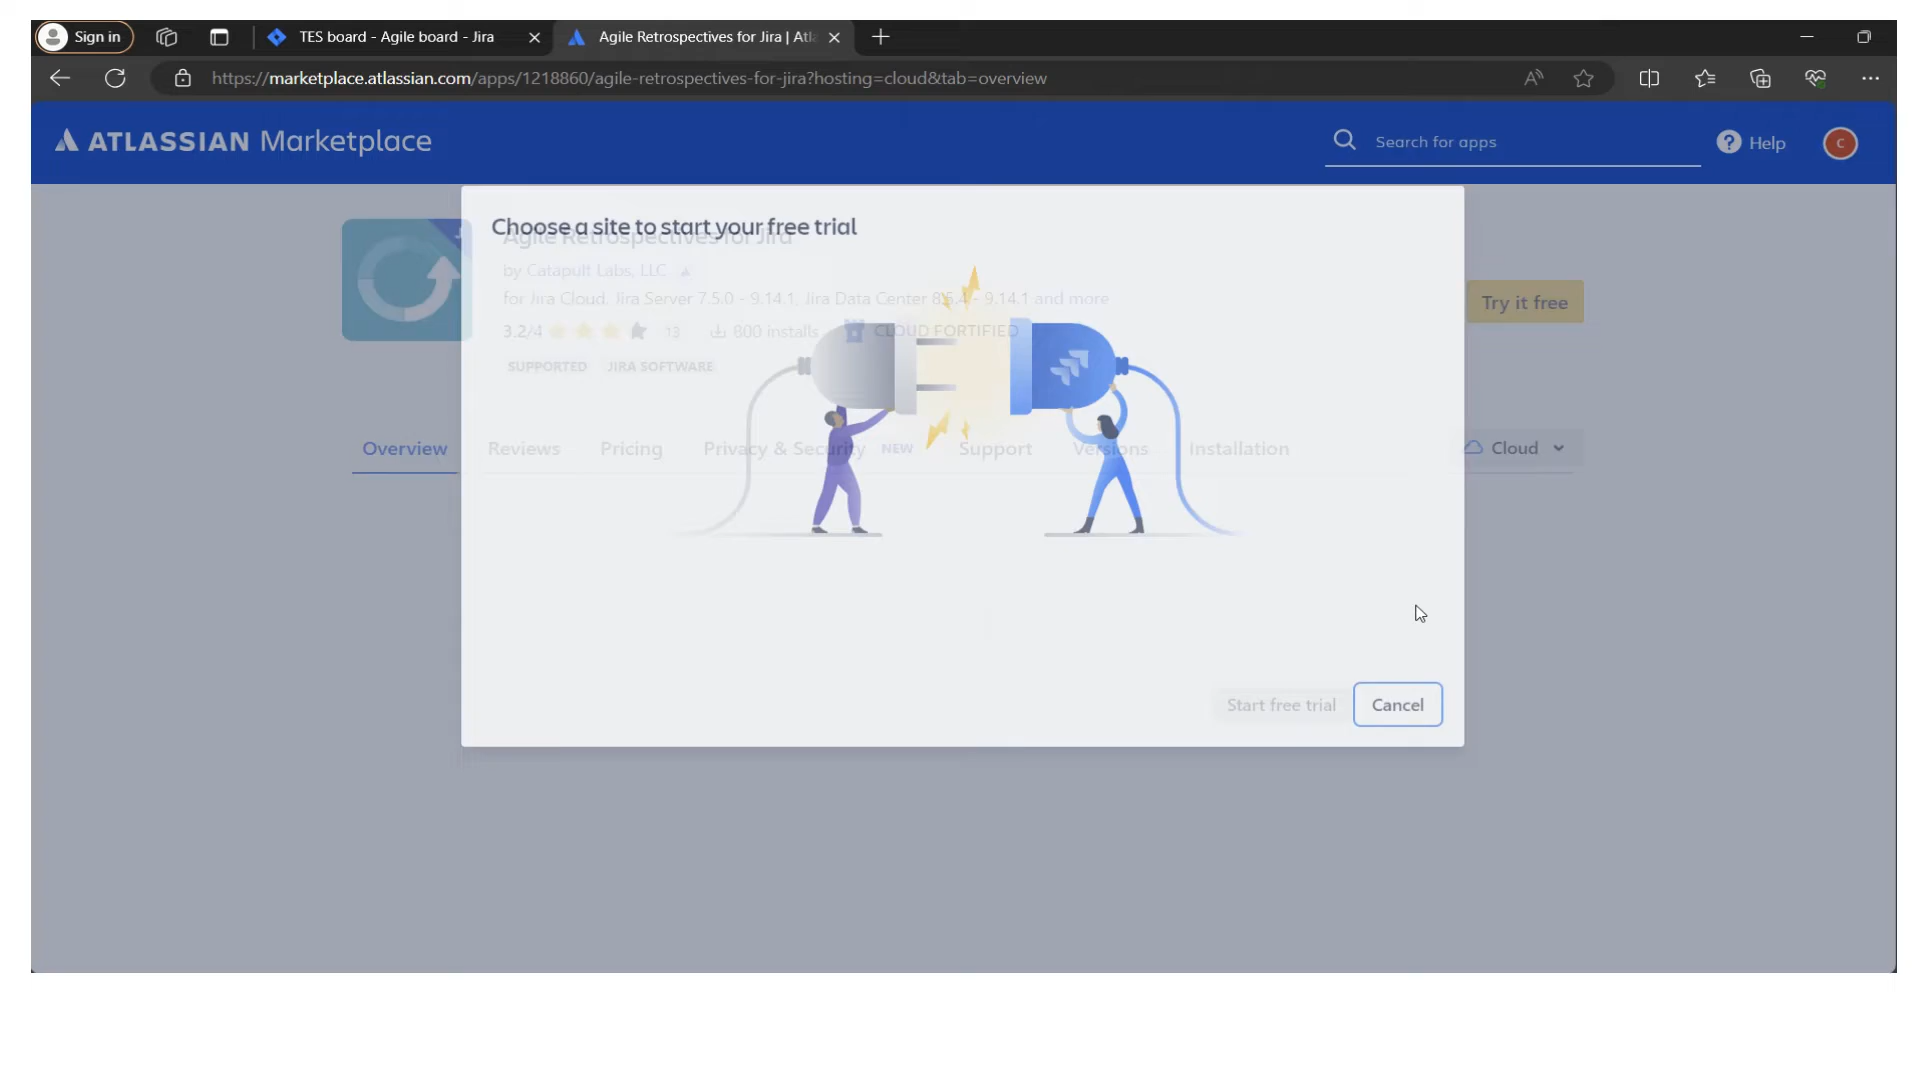 Sign in
TES board - Agile board - Jira
Agile Retrospectives for Jira | Atla
https://marketplace.atlassian.com/apps/1218860/agile-retrospectives-for-jira?hosting=cloud&tab=overview
ATLASSIAN Marketplace
Search for apps
Help
C
Choose a site to start your free trial
Agile Retrospectives for Jira
by Catapult Labs, LLC
for Jira Cloud, Jira Server 7.5.0 - 9.14.1, Jira Data Center 8.5.4 - 9.14.1 and more
Try it free
3.2/4 13 800 installs CLOUD FORTIFIED
SUPPORTED JIRA SOFTWARE
Overview Reviews Pricing Privacy & Security NEW Support Versions Installation Cloud
Start free trial Cancel